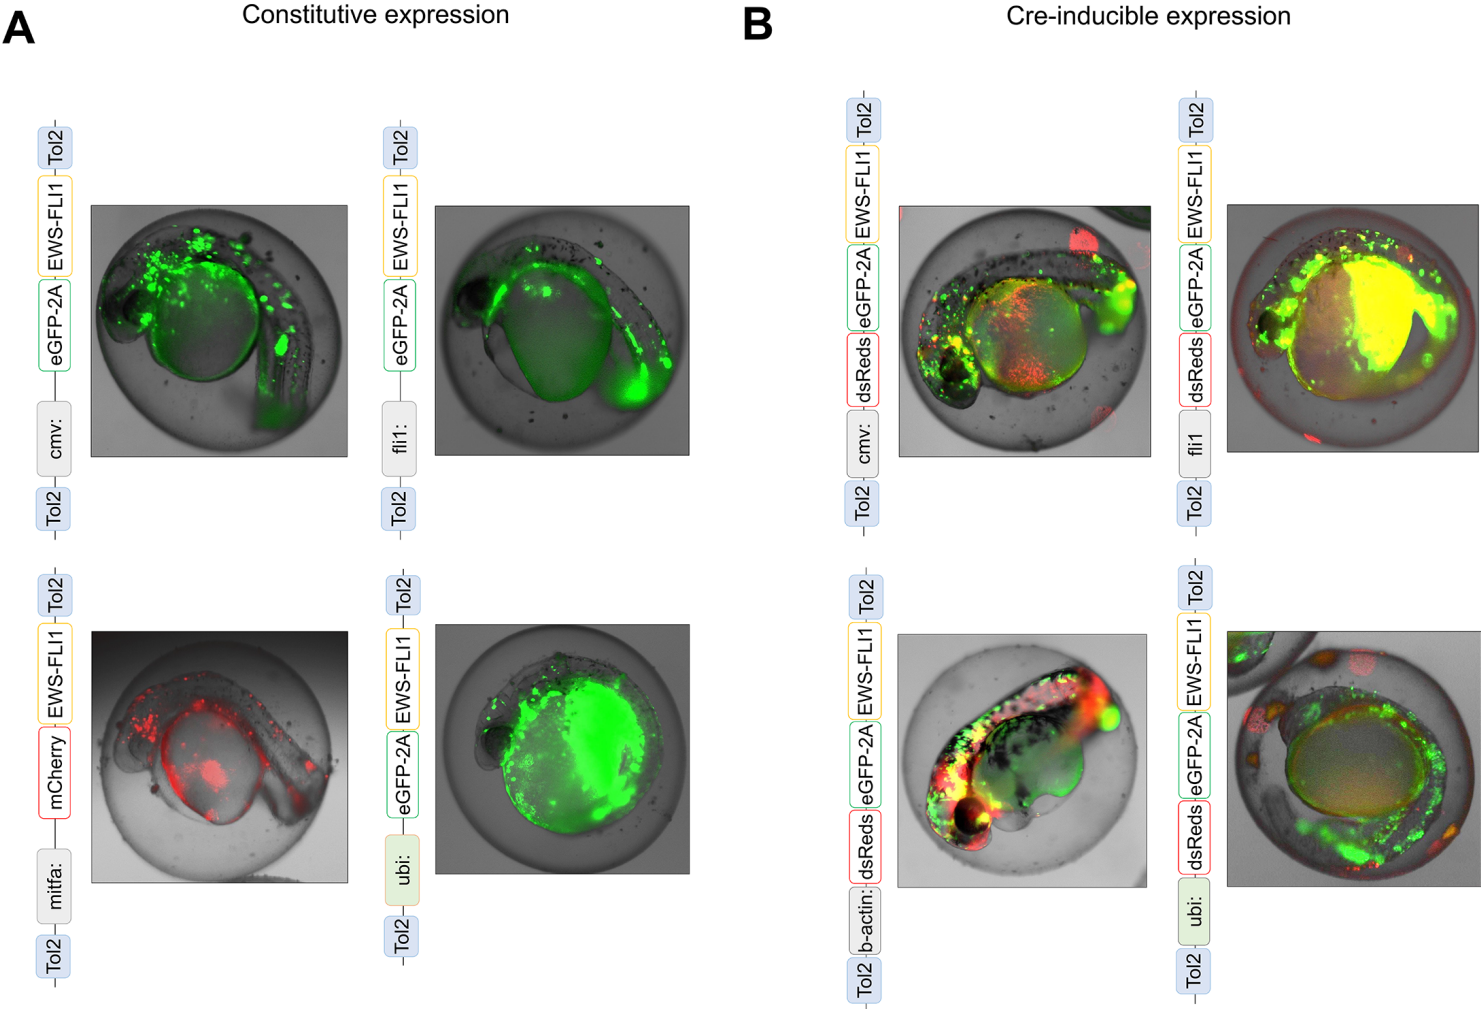 A
Constitutive expression
B
Cre-inducible expression
Tol2
EWS-FLI1
eGFP-2A
cmv:
Tol2
Tol2
EWS-FLI1
eGFP-2A
fli1:
Tol2
Tol2
EWS-FLI1
eGFP-2A
dsReds
cmv:
Tol2
Tol2
EWS-FLI1
eGFP-2A
dsReds
fli1
Tol2
Tol2
EWS-FLI1
mCherry
mitfa:
Tol2
Tol2
EWS-FLI1
eGFP-2A
ubi:
Tol2
Tol2
EWS-FLI1
eGFP-2A
dsReds
b-actin:
Tol2
Tol2
EWS-FLI1
eGFP-2A
dsReds
ubi:
Tol2